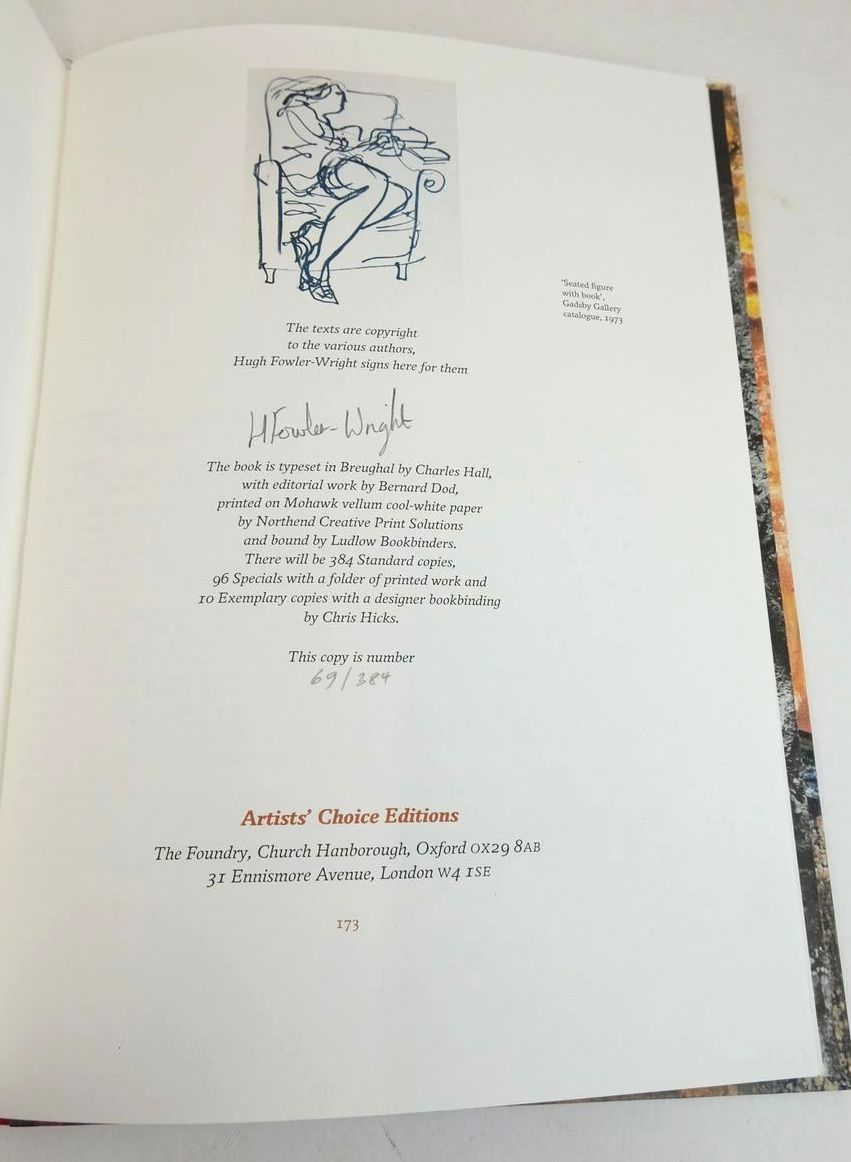 'Seated figure
with book',
Gadsby Gallery
catalogue, 1973
The texts are copyright
to the various authors,
Hugh Fowler-Wright signs here for them
HFowler-Wright
The book is typeset in Breughal by Charles Hall,
with editorial work by Bernard Dod,
printed on Mohawk vellum cool-white paper
by Northend Creative Print Solutions
and bound by Ludlow Bookbinders.
There will be 384 Standard copies,
96 Specials with a folder of printed work and
10 Exemplary copies with a designer bookbinding
by Chris Hicks.
This copy is number
69/384
Artists' Choice Editions
The Foundry, Church Hanborough, Oxford OX29 8AB
31 Ennismore Avenue, London W4 1SE
173